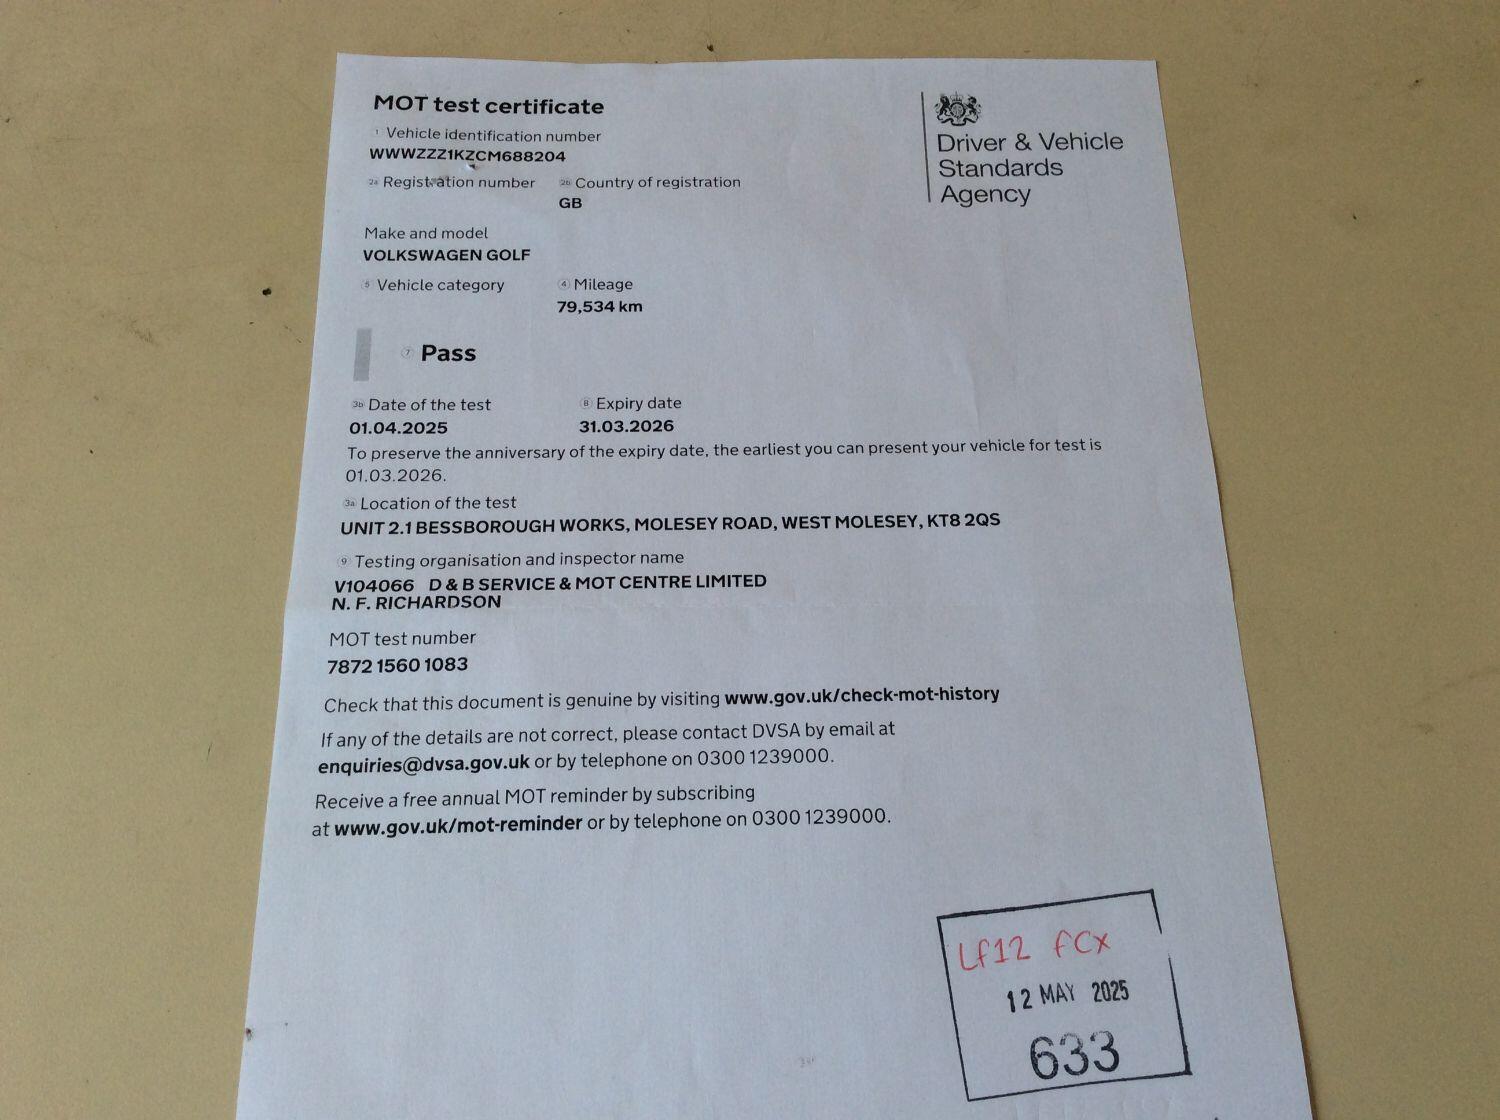 MOT test certificate
1 Vehicle identification number
WWWZZZ1KZCM688204
2a Registration number 2b Country of registration
GB
Make and model
VOLKSWAGEN GOLF
5 Vehicle category 4 Mileage
79,534 km
7 Pass
3b Date of the test 8 Expiry date
01.04.2025 31.03.2026
To preserve the anniversary of the expiry date, the earliest you can present your vehicle for test is
01.03.2026.
3a Location of the test
UNIT 2.1 BESSBOROUGH WORKS, MOLESEY ROAD, WEST MOLESEY, KT8 2QS
9 Testing organisation and inspector name
V104066 D & B SERVICE & MOT CENTRE LIMITED
N. F. RICHARDSON
MOT test number
7872 1560 1083
Check that this document is genuine by visiting www.gov.uk/check-mot-history
If any of the details are not correct, please contact DVSA by email at
enquiries@dvsa.gov.uk or by telephone on 0300 1239000.
Receive a free annual MOT reminder by subscribing
at www.gov.uk/mot-reminder or by telephone on 0300 1239000.
Driver & Vehicle
Standards
Agency
Lf12 fCx
12 MAY 2025
633